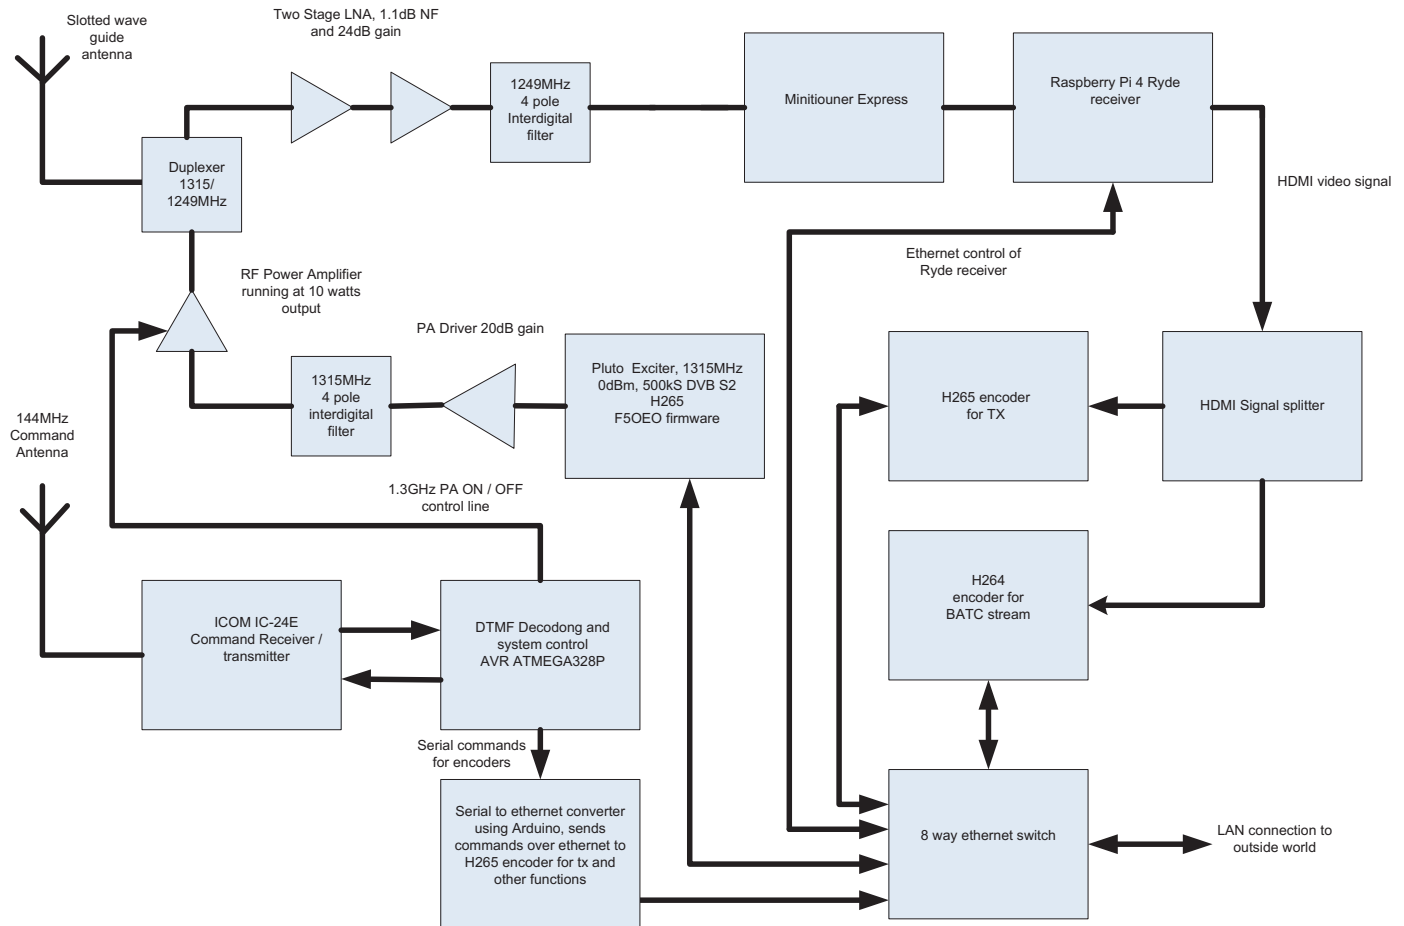 Slotted wave
guide
antenna
Two Stage LNA, 1.1dB NF
and 24dB gain
1249MHz
4 pole
Interdigital
filter
Minitiouner Express
Raspberry Pi 4 Ryde
receiver
Duplexer
1315/
1249MHz
HDMI video signal
Ethernet control of
Ryde receiver
RF Power Amplifier
running at 10 watts
output
PA Driver 20dB gain
1315MHz
4 pole
interdigital
filter
Pluto Exciter, 1315MHz
0dBm, 500kS DVB S2
H265
F5OEO firmware
H265 encoder
for TX
HDMI Signal splitter
144MHz
Command
Antenna
1.3GHz PA ON / OFF
control line
H264
encoder for
BATC stream
ICOM IC-24E
Command Receiver /
transmitter
DTMF Decodong and
system control
AVR ATMEGA328P
Serial commands
for encoders
Serial to ethernet converter
using Arduino, sends
commands over ethernet to
H265 encoder for tx and
other functions
8 way ethernet switch
LAN connection to
outside world